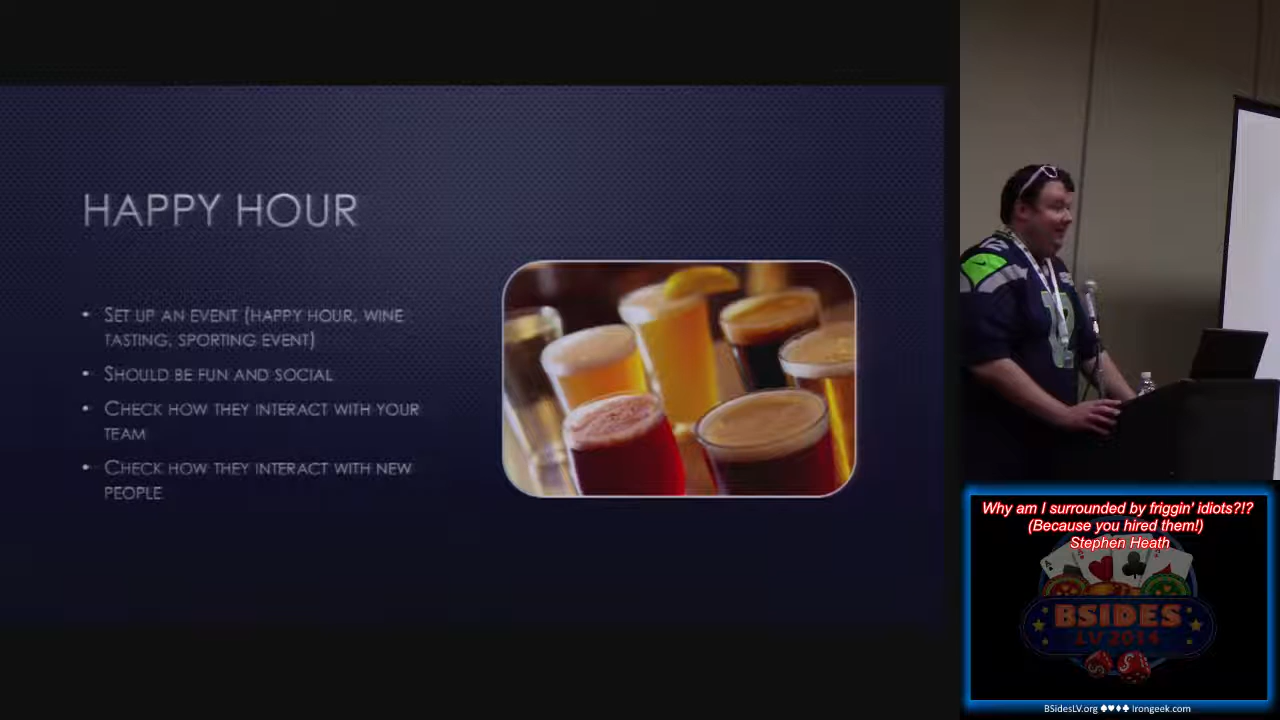 HAPPY HOUR
• SET UP AN EVENT (HAPPY HOUR, WINE
TASTING, SPORTING EVENT)
• SHOULD BE FUN AND SOCIAL
• CHECK HOW THEY INTERACT WITH YOUR
TEAM
• CHECK HOW THEY INTERACT WITH NEW
PEOPLE
Why am I surrounded by friggin' idiots?!?
(Because you hired them!)
Stephen Heath
BSIDES
LV 2014
BSidesLV.org ♠♥♦♣ Irongeek.com